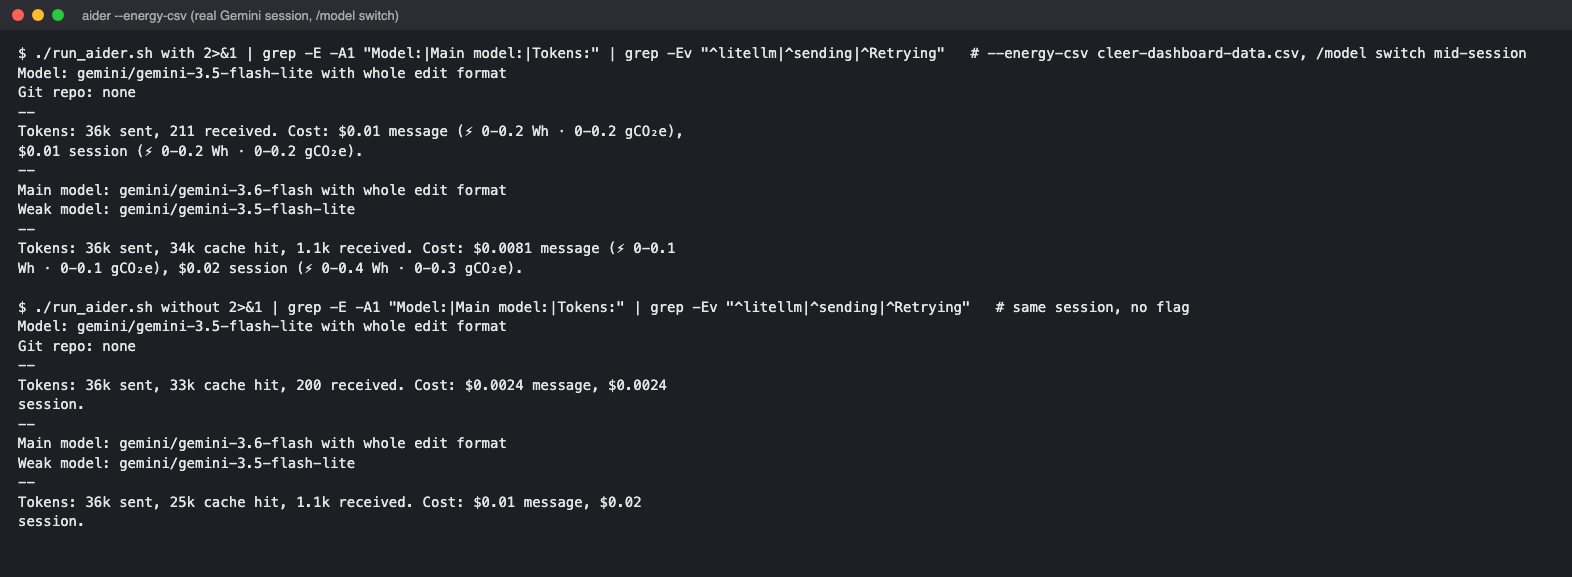 aider --energy-csv (real Gemini session, /model switch)
$ ./run_aider.sh with 2>&1 | grep -E -A1 "Model:|Main model:|Tokens:" | grep -Ev "^litellm|^sending|^Retrying"   # --energy-csv cleer-dashboard-data.csv, /model switch mid-session
Model: gemini/gemini-3.5-flash-lite with whole edit format
Git repo: none
--
Tokens: 36k sent, 211 received. Cost: $0.01 message (⚡ 0-0.2 Wh · 0-0.2 gCO₂e),
$0.01 session (⚡ 0-0.2 Wh · 0-0.2 gCO₂e).
--
Main model: gemini/gemini-3.6-flash with whole edit format
Weak model: gemini/gemini-3.5-flash-lite
--
Tokens: 36k sent, 34k cache hit, 1.1k received. Cost: $0.0081 message (⚡ 0-0.1
Wh · 0-0.1 gCO₂e), $0.02 session (⚡ 0-0.4 Wh · 0-0.3 gCO₂e).
$ ./run_aider.sh without 2>&1 | grep -E -A1 "Model:|Main model:|Tokens:" | grep -Ev "^litellm|^sending|^Retrying"   # same session, no flag
Model: gemini/gemini-3.5-flash-lite with whole edit format
Git repo: none
--
Tokens: 36k sent, 33k cache hit, 200 received. Cost: $0.0024 message, $0.0024
session.
--
Main model: gemini/gemini-3.6-flash with whole edit format
Weak model: gemini/gemini-3.5-flash-lite
--
Tokens: 36k sent, 25k cache hit, 1.1k received. Cost: $0.01 message, $0.02
session.